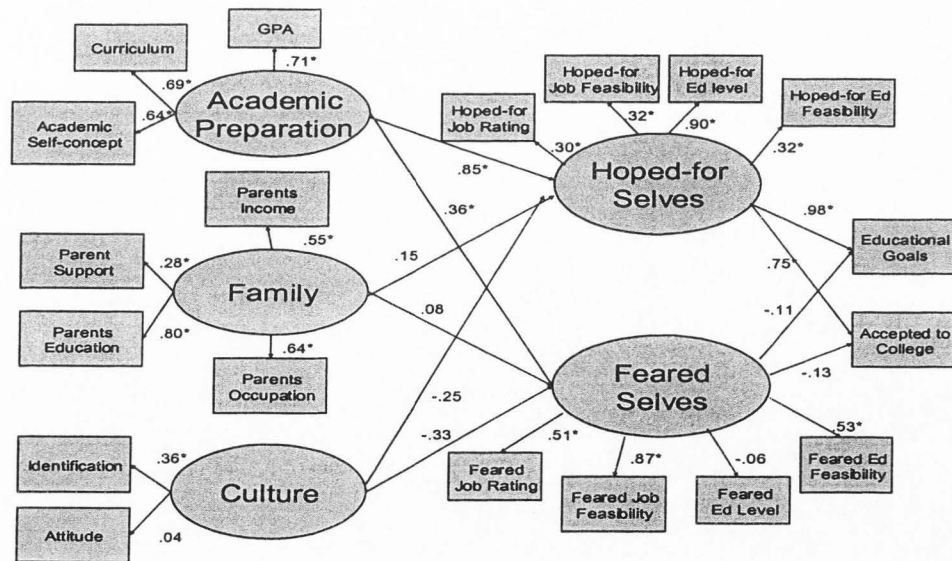 GPA
Curriculum
.71*
.69*
Academic
Preparation
.64*
Academic
Self-concept
Hoped-for
Job Rating
Hoped-for
Job Feasibility
Hoped-for
Ed level
Hoped-for Ed
Feasibility
.30*
.32*
.90*
.32*
Hoped-for
Selves
.85*
.36*
Parents
Income
.55*
Parent
Support
.28*
Family
Parents
Education
.80*
.64*
Parents
Occupation
.15
.08
.98*
.75*
Educational
Goals
-.11
Accepted to
College
-.13
Feared
Selves
-.25
-.33
Identification
.36*
Culture
Attitude
.04
.51*
Feared
Job Rating
.87*
Feared Job
Feasibility
-.06
Feared
Ed Level
.53*
Feared Ed
Feasibility